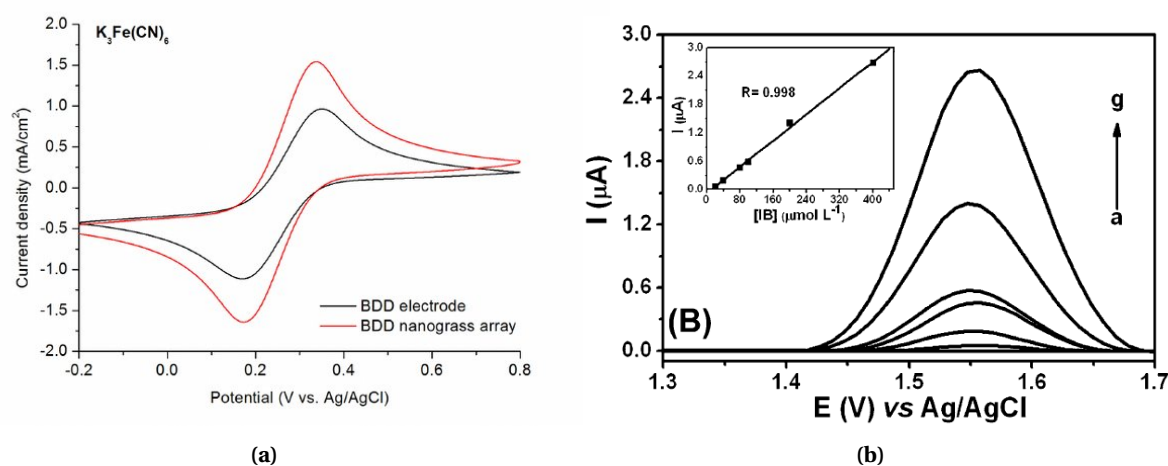 K₃Fe(CN)₆
Current density (mA/cm²)
2.0
1.5
1.0
0.5
0.0
-0.5
-1.0
-1.5
-2.0
BDD electrode
BDD nanograss array
-0.2 0.0 0.2 0.4 0.6 0.8
Potential (V vs. Ag/AgCl)
(a)
I (µA)
3.0
2.4
1.8
1.2
0.6
0.0
I (µA)
3.0
2.4
1.8
1.2
0.6
0.0
R= 0.998
0 80 160 240 320 400
[IB] (µmol L⁻¹)
g
a
(B)
1.3 1.4 1.5 1.6 1.7
E (V) vs Ag/AgCl
(b)